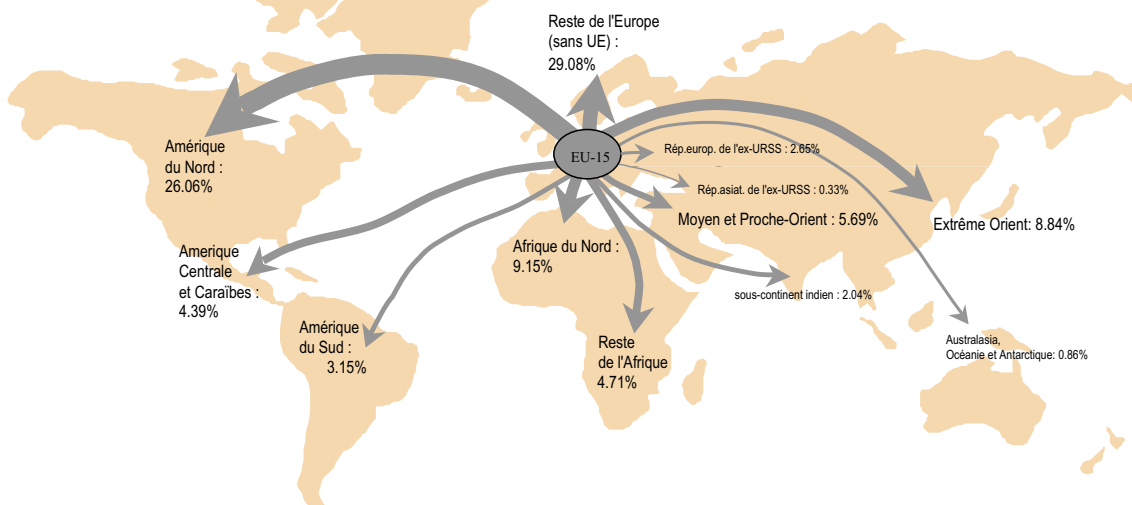 Reste de l'Europe
(sans UE) :
29.08%
Amérique
du Nord :
26.06%
EU-15
Rép.europ. de l'ex-URSS : 2.65%
Rép.asiat. de l'ex-URSS : 0.33%
Moyen et Proche-Orient : 5.69%
Extrême Orient: 8.84%
Afrique du Nord :
9.15%
Amerique
Centrale
et Caraïbes :
4.39%
sous-continent indien : 2.04%
Amérique
du Sud :
3.15%
Reste
de l'Afrique
4.71%
Australasia,
Océanie et Antarctique: 0.86%